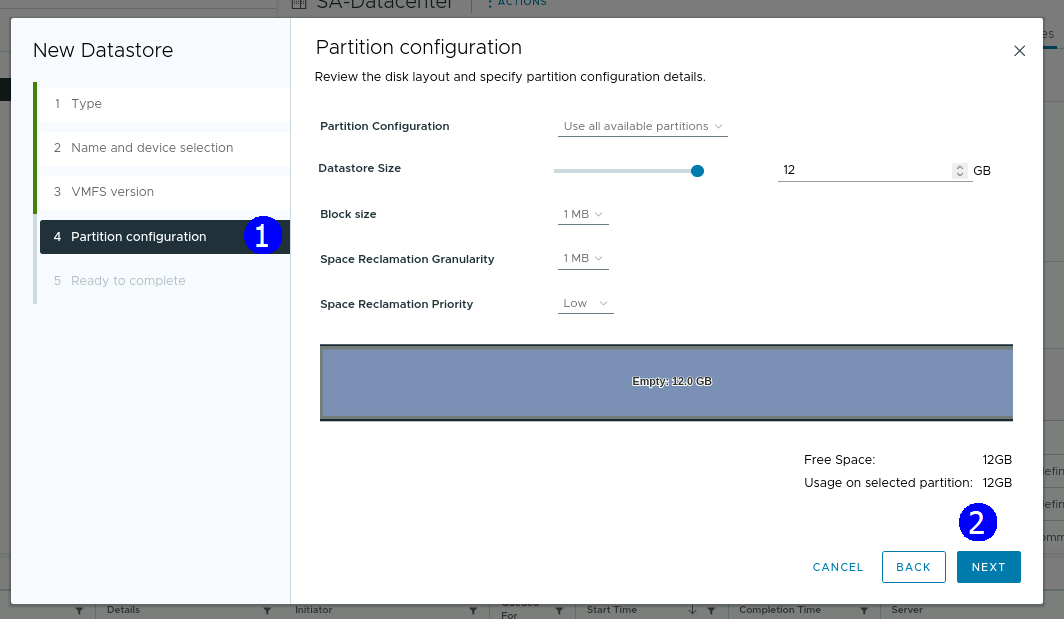 SA-Datacenter
ACTIONS
New Datastore
1 Type
2 Name and device selection
3 VMFS version
4 Partition configuration
1
5 Ready to complete
Partition configuration
Review the disk layout and specify partition configuration details.
Partition Configuration
Use all available partitions
Datastore Size
12
GB
Block size
1 MB
Space Reclamation Granularity
1 MB
Space Reclamation Priority
Low
Empty: 12.0 GB
Free Space: 12GB
Usage on selected partition: 12GB
2
CANCEL
BACK
NEXT
Details
Initiator
For
Start Time
Completion Time
Server